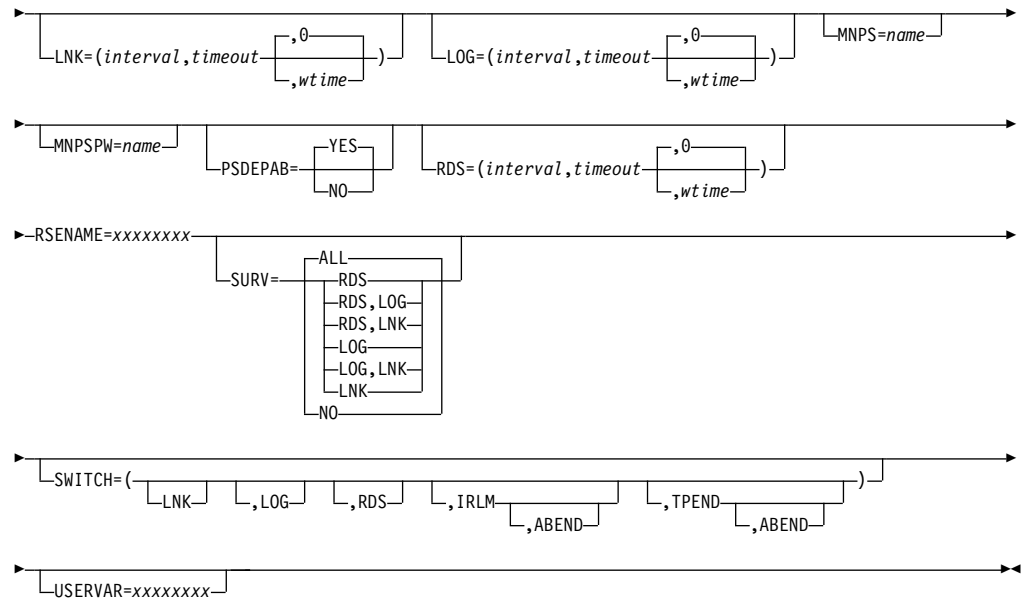 LNK=(interval,timeout ,0 ,wtime ) LOG=(interval,timeout ,0 ,wtime ) MNPS=name
MNPSPW=name PSDEPAB= YES NO RDS=(interval,timeout ,0 ,wtime )
RSENAME=xxxxxxxx SURV= ALL
RDS
RDS,LOG
RDS,LNK
LOG
LOG,LNK
LNK
NO
SWITCH=( LNK ,LOG ,RDS ,IRLM ,ABEND ,TPEND ,ABEND )
USERVAR=xxxxxxxx